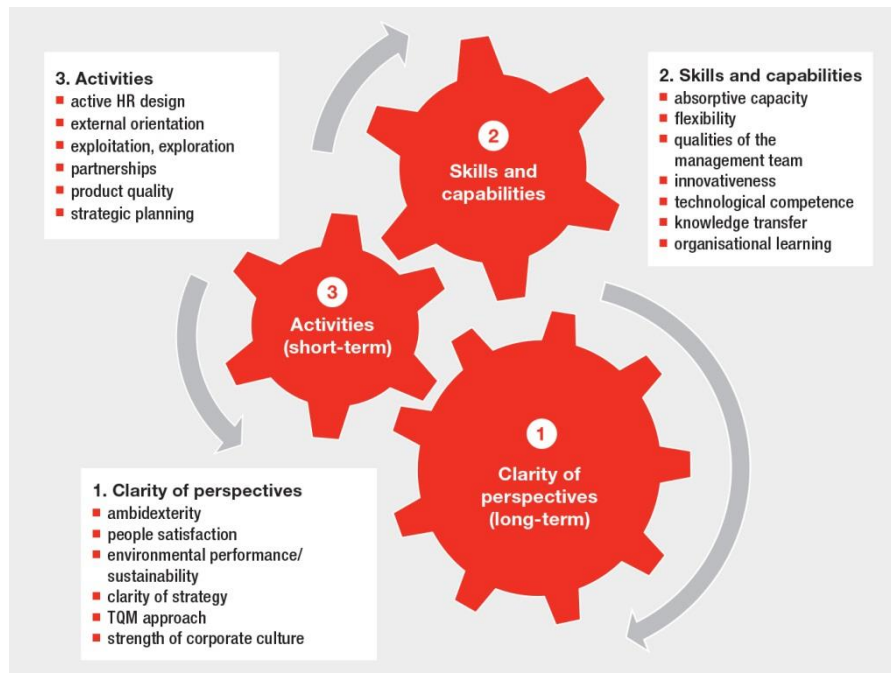 3. Activities
■ active HR design
■ external orientation
■ exploitation, exploration
■ partnerships
■ product quality
■ strategic planning
2
Skills and
capabilities
2. Skills and capabilities
■ absorptive capacity
■ flexibility
■ qualities of the
management team
■ innovativeness
■ technological competence
■ knowledge transfer
■ organisational learning
3
Activities
(short-term)
1
Clarity of
perspectives
(long-term)
1. Clarity of perspectives
■ ambidexterity
■ people satisfaction
■ environmental performance/
sustainability
■ clarity of strategy
■ TQM approach
■ strength of corporate culture